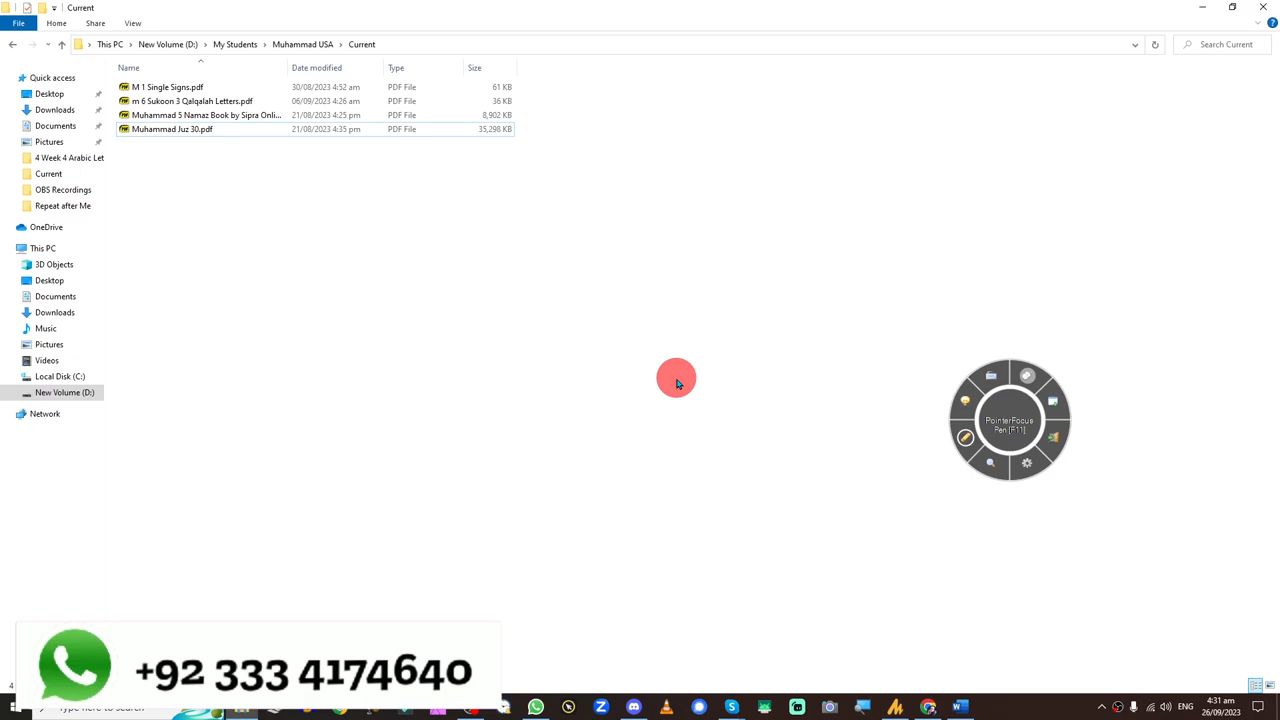 Current
File Home Share View
This PC New Volume (D:) My Students Muhammad USA Current
Search Current
Name Date modified Type Size
M 1 Single Signs.pdf 30/08/2023 4:52 am PDF File 61 KB
m 6 Sukoon 3 Qalqalah Letters.pdf 06/09/2023 4:26 am PDF File 36 KB
Muhammad 5 Namaz Book by Sipra Onli... 21/08/2023 4:25 pm PDF File 8,902 KB
Muhammad Juz 30.pdf 21/08/2023 4:35 pm PDF File 35,298 KB
Quick access
Desktop
Downloads
Documents
Pictures
4 Week 4 Arabic Let
Current
OBS Recordings
Repeat after Me
OneDrive
This PC
3D Objects
Desktop
Documents
Downloads
Music
Pictures
Videos
Local Disk (C:)
New Volume (D:)
Network
PointerFocus
Pen [F11]
+92 333 4174640
4
Type here to search
ENG
4:31 am
26/09/2023